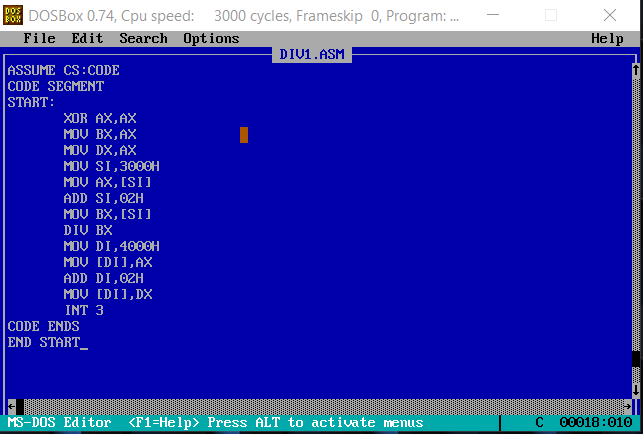 DOSBox 0.74, Cpu speed: 3000 cycles, Frameskip 0, Program: ...
File Edit Search Options Help
DIV1.ASM
ASSUME CS:CODE
CODE SEGMENT
START:
XOR AX,AX
MOV BX,AX
MOV DX,AX
MOV SI,3000H
MOV AX,[SI]
ADD SI,02H
MOV BX,[SI]
DIV BX
MOV DI,4000H
MOV [DI],AX
ADD DI,02H
MOV [DI],DX
INT 3
CODE ENDS
END START_
MS-DOS Editor <F1=Help> Press ALT to activate menus C 00018:010